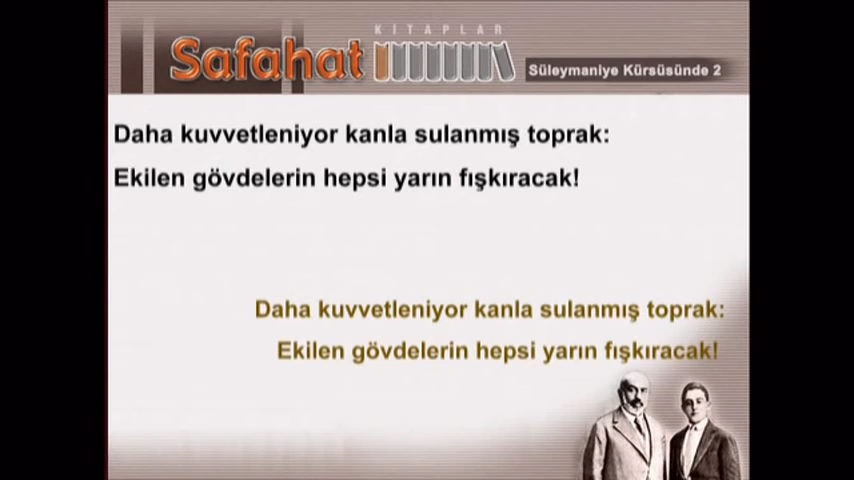 KİTAPLAR
Safahat
Süleymaniye Kürsüsünde 2
Daha kuvvetleniyor kanla sulanmış toprak:
Ekilen gövdelerin hepsi yarın fışkıracak!
Daha kuvvetleniyor kanla sulanmış toprak:
Ekilen gövdelerin hepsi yarın fışkıracak!